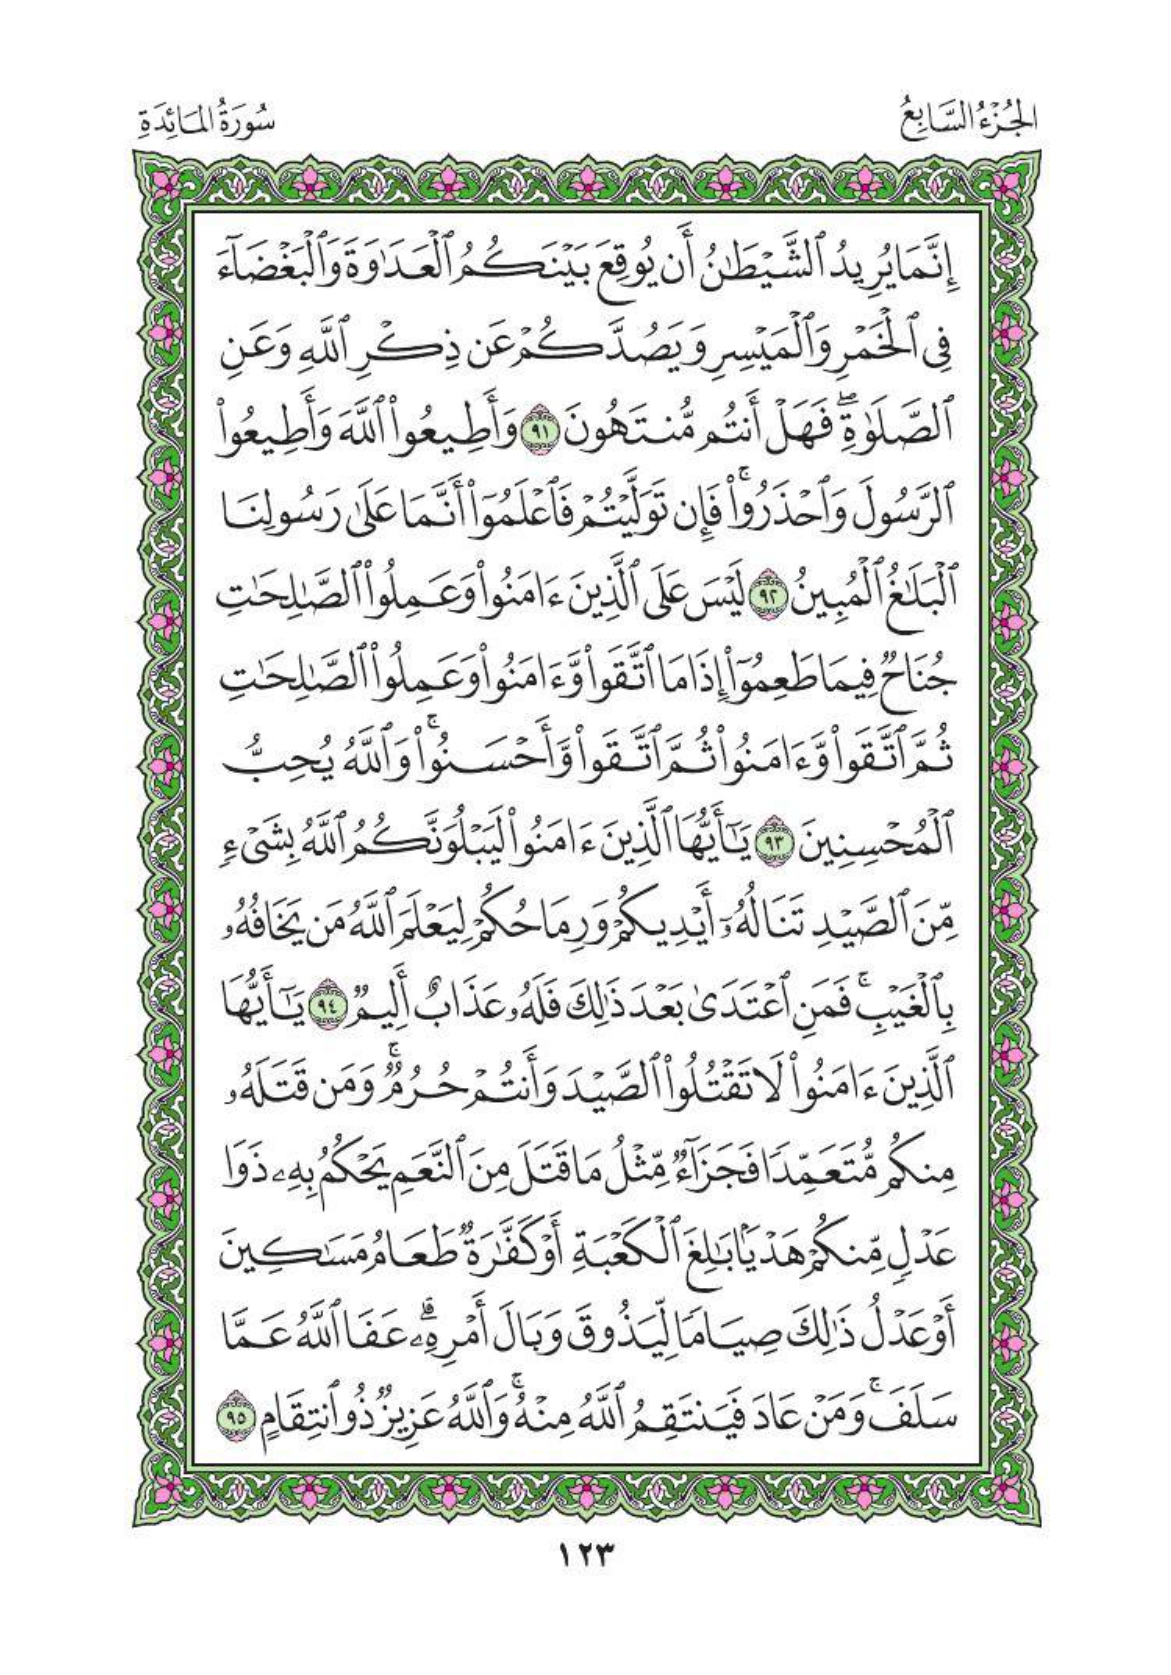 الجُزْءُ السَّابِعُ
سُورَةُ المَائِدَةِ
إِنَّمَا يُرِيدُ ٱلشَّيْطَٰنُ أَن يُوقِعَ بَيْنَكُمُ ٱلْعَدَٰوَةَ وَٱلْبَغْضَآءَ
فِى ٱلْخَمْرِ وَٱلْمَيْسِرِ وَيَصُدَّكُمْ عَن ذِكْرِ ٱللَّهِ وَعَنِ
ٱلصَّلَوٰةِۖ فَهَلْ أَنتُم مُّنتَهُونَ ۝٩١ وَأَطِيعُوا۟ ٱللَّهَ وَأَطِيعُوا۟
ٱلرَّسُولَ وَٱحْذَرُوا۟ۚ فَإِن تَوَلَّيْتُمْ فَٱعْلَمُوٓا۟ أَنَّمَا عَلَىٰ رَسُولِنَا
ٱلْبَلَٰغُ ٱلْمُبِينُ ۝٩٢ لَيْسَ عَلَى ٱلَّذِينَ ءَامَنُوا۟ وَعَمِلُوا۟ ٱلصَّٰلِحَٰتِ
جُنَاحٌ فِيمَا طَعِمُوٓا۟ إِذَا مَا ٱتَّقَوا۟ وَّءَامَنُوا۟ وَعَمِلُوا۟ ٱلصَّٰلِحَٰتِ
ثُمَّ ٱتَّقَوا۟ وَّءَامَنُوا۟ ثُمَّ ٱتَّقَوا۟ وَّأَحْسَنُوا۟ۚ وَٱللَّهُ يُحِبُّ
ٱلْمُحْسِنِينَ ۝٩٣ يَٰٓأَيُّهَا ٱلَّذِينَ ءَامَنُوا۟ لَيَبْلُوَنَّكُمُ ٱللَّهُ بِشَىْءٍ
مِّنَ ٱلصَّيْدِ تَنَالُهُۥٓ أَيْدِيكُمْ وَرِمَاحُكُمْ لِيَعْلَمَ ٱللَّهُ مَن يَخَافُهُۥ
بِٱلْغَيْبِۚ فَمَنِ ٱعْتَدَىٰ بَعْدَ ذَٰلِكَ فَلَهُۥ عَذَابٌ أَلِيمٌ ۝٩٤ يَٰٓأَيُّهَا
ٱلَّذِينَ ءَامَنُوا۟ لَا تَقْتُلُوا۟ ٱلصَّيْدَ وَأَنتُمْ حُرُمٌۚ وَمَن قَتَلَهُۥ
مِنكُم مُّتَعَمِّدًا فَجَزَآءٌ مِّثْلُ مَا قَتَلَ مِنَ ٱلنَّعَمِ يَحْكُمُ بِهِۦ ذَوَا
عَدْلٍ مِّنكُمْ هَدْيًۢا بَٰلِغَ ٱلْكَعْبَةِ أَوْ كَفَّٰرَةٌ طَعَامُ مَسَٰكِينَ
أَوْ عَدْلُ ذَٰلِكَ صِيَامًا لِّيَذُوقَ وَبَالَ أَمْرِهِۦۗ عَفَا ٱللَّهُ عَمَّا
سَلَفَۚ وَمَنْ عَادَ فَيَنتَقِمُ ٱللَّهُ مِنْهُۚ وَٱللَّهُ عَزِيزٌ ذُو ٱنتِقَامٍ ۝٩٥
١٢٣